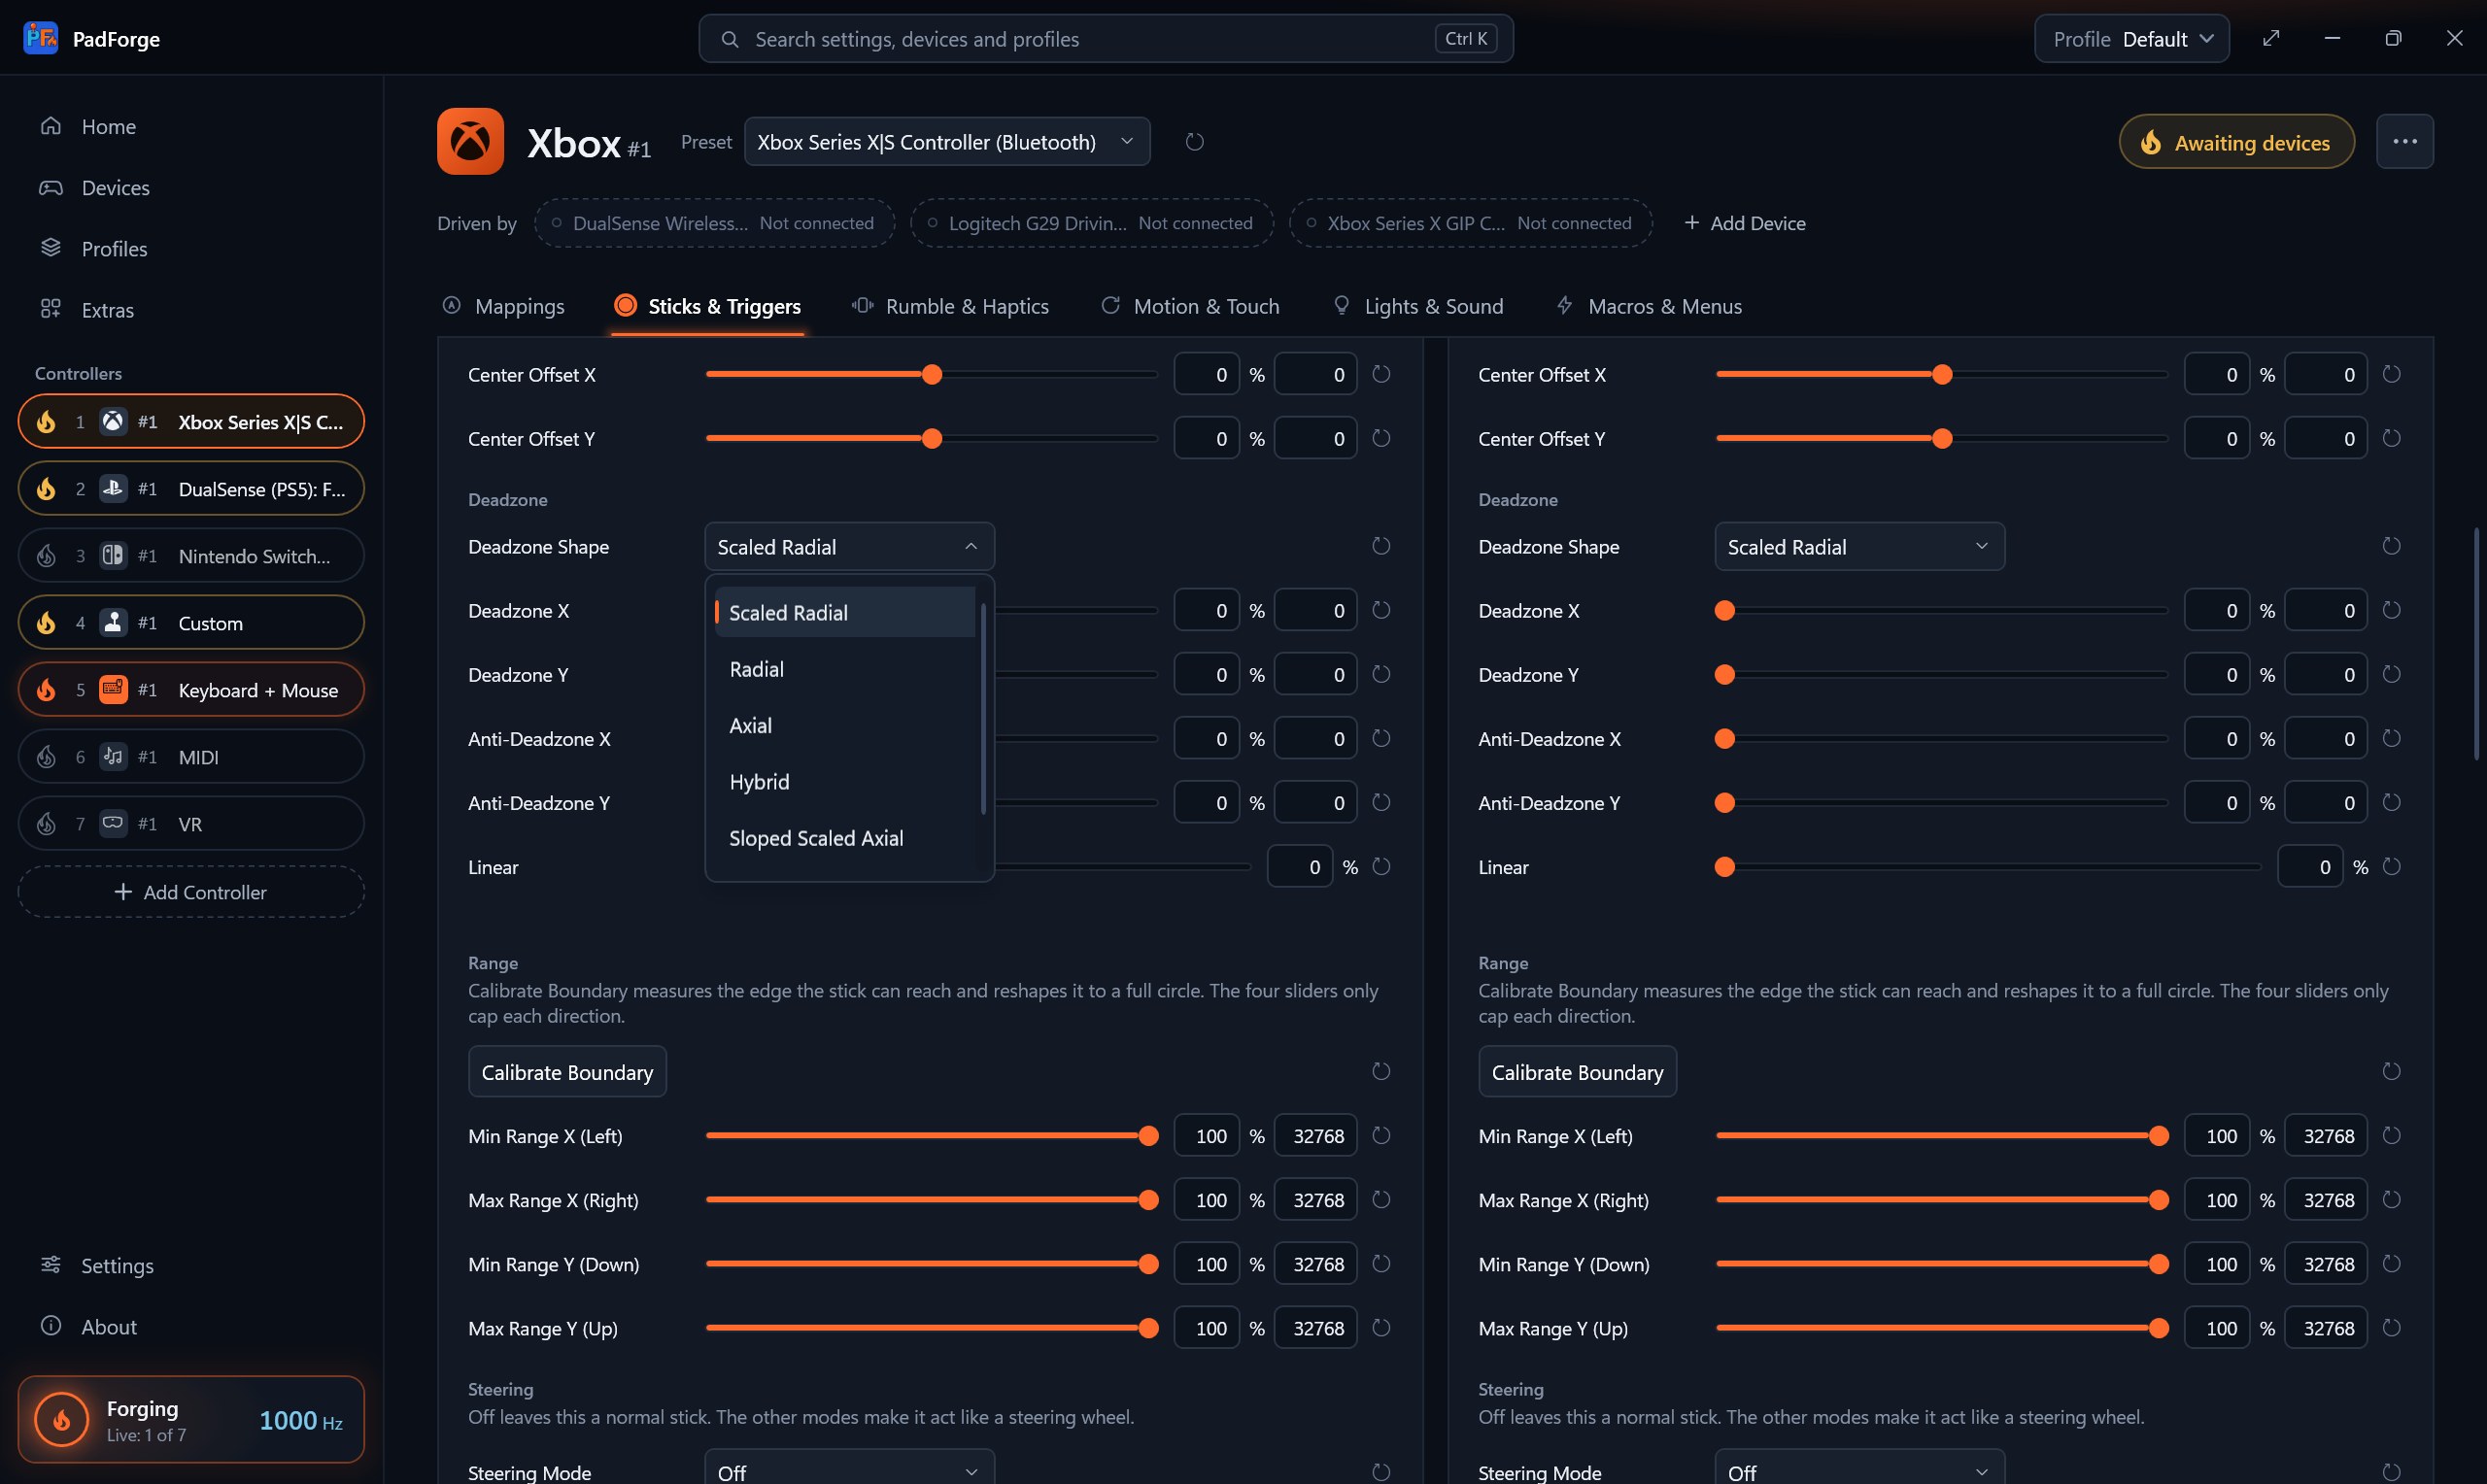 PadForge
Search settings, devices and profiles
Ctrl K
Profile Default
Home
Devices
Profiles
Extras
Controllers
1 #1 Xbox Series X|S C...
2 #1 DualSense (PS5): F...
3 #1 Nintendo Switch...
4 #1 Custom
5 #1 Keyboard + Mouse
6 #1 MIDI
7 #1 VR
+ Add Controller
Settings
About
Forging
Live: 1 of 7
1000 Hz
Xbox #1
Preset
Xbox Series X|S Controller (Bluetooth)
Awaiting devices
Driven by
DualSense Wireless... Not connected
Logitech G29 Drivin... Not connected
Xbox Series X GIP C... Not connected
+ Add Device
Mappings
Sticks & Triggers
Rumble & Haptics
Motion & Touch
Lights & Sound
Macros & Menus
Center Offset X 0 % 0
Center Offset Y 0 % 0
Deadzone
Deadzone Shape Scaled Radial
Scaled Radial
Radial
Axial
Hybrid
Sloped Scaled Axial
Deadzone X 0 % 0
Deadzone Y 0 % 0
Anti-Deadzone X 0 % 0
Anti-Deadzone Y 0 % 0
Linear 0 %
Range
Calibrate Boundary measures the edge the stick can reach and reshapes it to a full circle. The four sliders only
cap each direction.
Calibrate Boundary
Min Range X (Left) 100 % 32768
Max Range X (Right) 100 % 32768
Min Range Y (Down) 100 % 32768
Max Range Y (Up) 100 % 32768
Steering
Off leaves this a normal stick. The other modes make it act like a steering wheel.
Steering Mode Off
Center Offset X 0 % 0
Center Offset Y 0 % 0
Deadzone
Deadzone Shape Scaled Radial
Deadzone X 0 % 0
Deadzone Y 0 % 0
Anti-Deadzone X 0 % 0
Anti-Deadzone Y 0 % 0
Linear 0 %
Range
Calibrate Boundary measures the edge the stick can reach and reshapes it to a full circle. The four sliders only
cap each direction.
Calibrate Boundary
Min Range X (Left) 100 % 32768
Max Range X (Right) 100 % 32768
Min Range Y (Down) 100 % 32768
Max Range Y (Up) 100 % 32768
Steering
Off leaves this a normal stick. The other modes make it act like a steering wheel.
Steering Mode Off